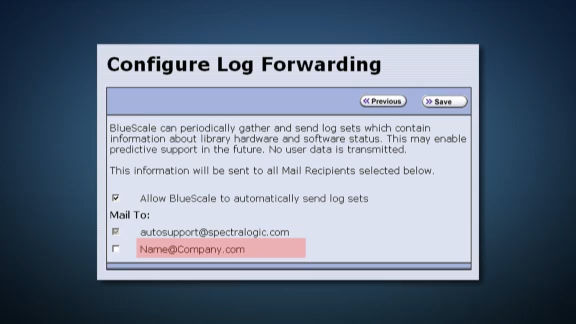 Configure Log Forwarding
Previous
Save
BlueScale can periodically gather and send log sets which contain
information about library hardware and software status. This may enable
predictive support in the future. No user data is transmitted.
This information will be sent to all Mail Recipients selected below.
Allow BlueScale to automatically send log sets
Mail To:
autosupport@spectralogic.com
Name@Company.com